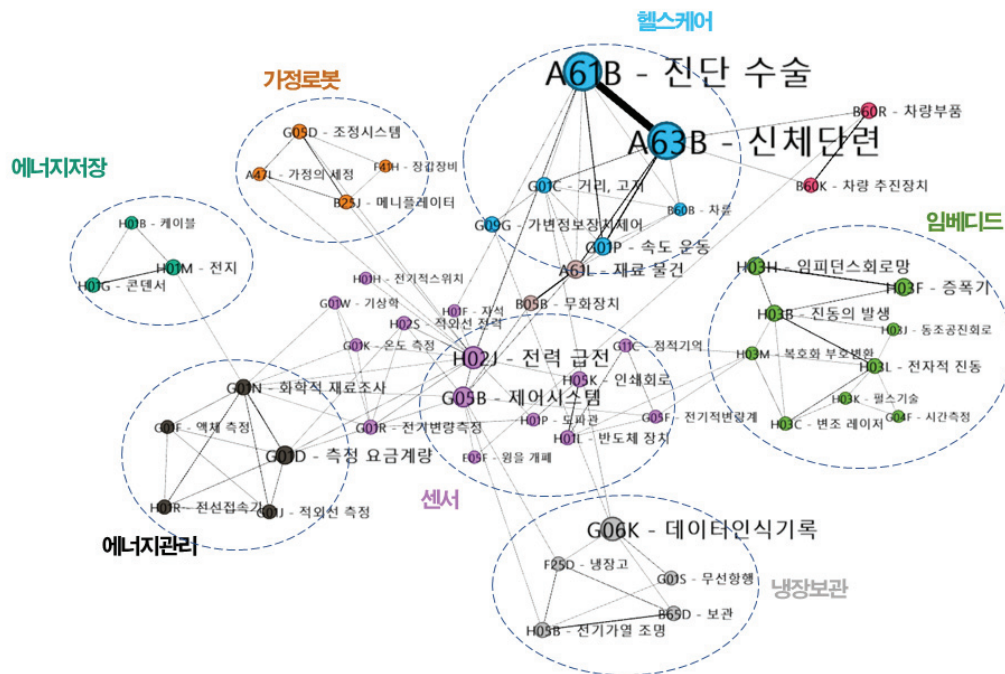 헬스케어
A61B - 진단 수술
A63B - 신체단련
G01C - 거리, 고저
B60B - 차륜
G09G - 가변정보장치제어
G01P - 속도 운동
A61L - 재료 물건
B05B - 무화장치
B60R - 차량부품
B60K - 차량 추진장치
가정로봇
G05D - 조정시스템
F41H - 장갑장비
A47L - 가정의 세정
B25J - 메니플레이터
에너지저장
H01B - 케이블
H01M - 전지
H01G - 콘덴서
임베디드
H03H - 임피던스회로망
H03F - 증폭기
H03B - 진동의 발생
H03J - 동조공진회로
H03M - 복호화 부호변환
H03L - 전자적 진동
H03K - 펄스기술
G04F - 시간측정
H03C - 변조 레이저
H01H - 전기적스위치
G01W - 기상학
H01F - 자석
H02S - 적외선 전력
G01K - 온도 측정
G11C - 정적기억
H02J - 전력 급전
H05K - 인쇄회로
G05B - 제어시스템
H01P - 도파관
G05F - 전기적변량계
G01R - 전기변량측정
H01L - 반도체 장치
E05F - 윙을 개폐
센서
G01N - 화학적 재료조사
G01F - 액체 측정
G01D - 측정 요금계량
H01R - 전선접속기
G01J - 적외선 측정
에너지관리
G06K - 데이터인식기록
F25D - 냉장고
G01S - 무선항행
B65D - 보관
H05B - 전기가열 조명
냉장보관